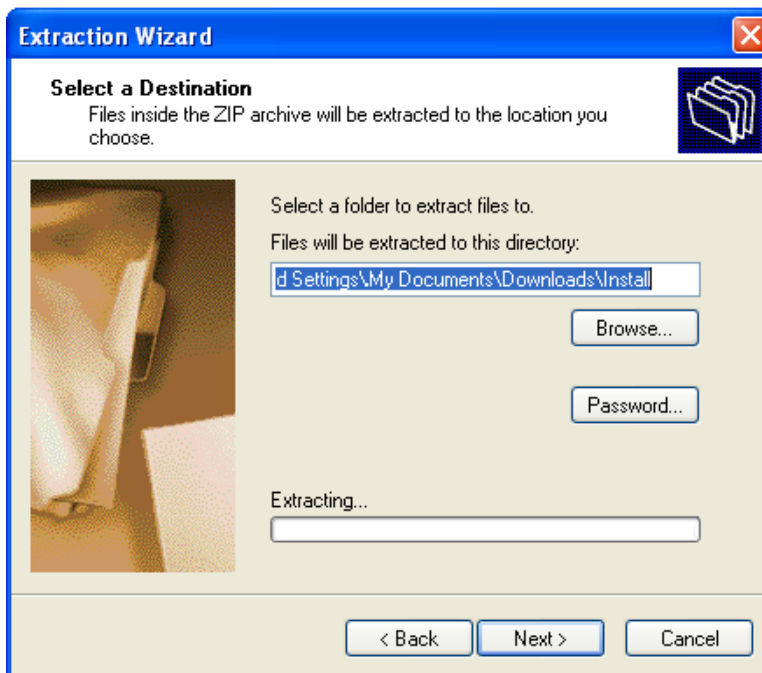 Extraction Wizard
Select a Destination
Files inside the ZIP archive will be extracted to the location you
choose.
Select a folder to extract files to.
Files will be extracted to this directory:
d Settings\My Documents\Downloads\Install
Browse...
Password...
Extracting...
< Back
Next >
Cancel